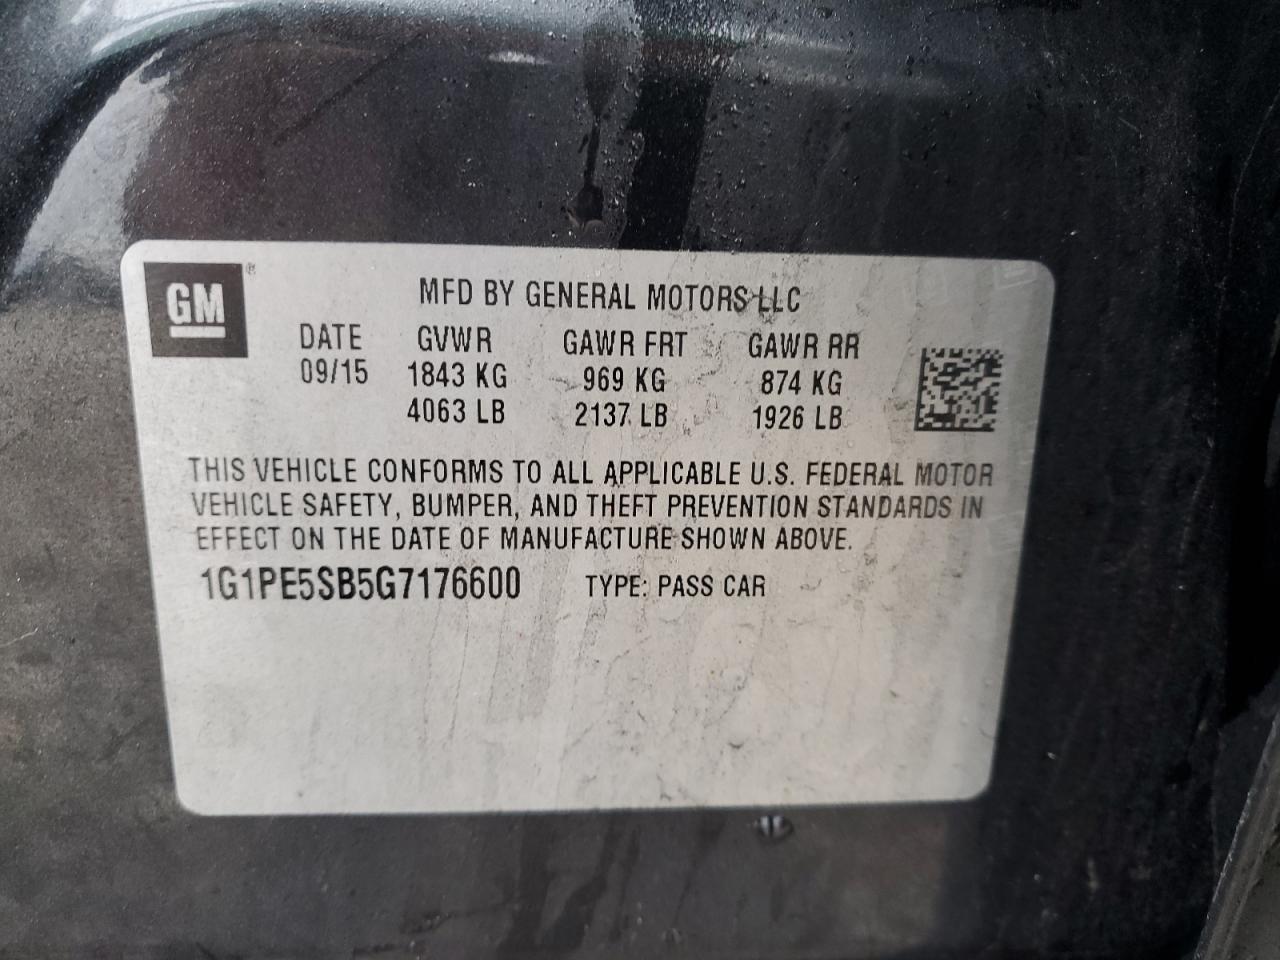 GM®
MFD BY GENERAL MOTORS LLC
DATE GVWR GAWR FRT GAWR RR
09/15 1843 KG 969 KG 874 KG
4063 LB 2137 LB 1926 LB
THIS VEHICLE CONFORMS TO ALL APPLICABLE U.S. FEDERAL MOTOR
VEHICLE SAFETY, BUMPER, AND THEFT PREVENTION STANDARDS IN
EFFECT ON THE DATE OF MANUFACTURE SHOWN ABOVE.
1G1PE5SB5G7176600 TYPE: PASS CAR